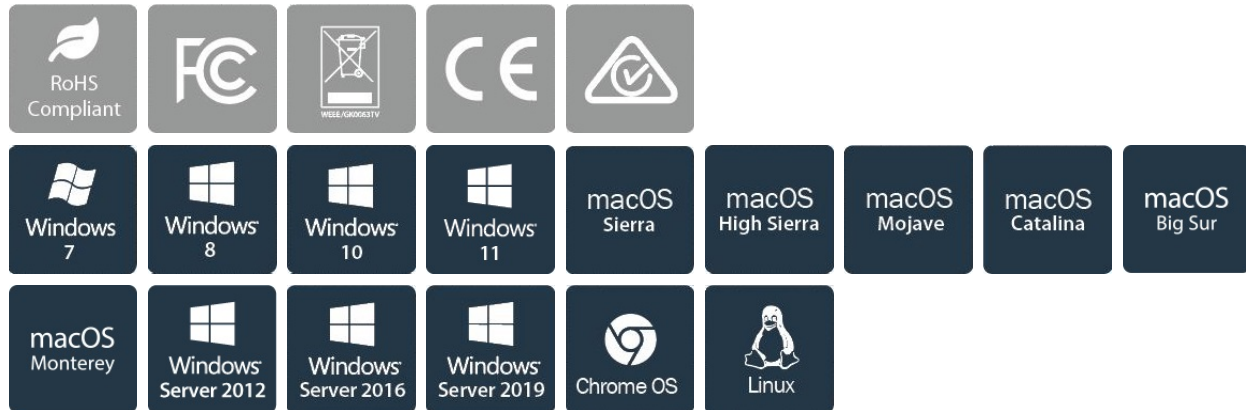 RoHS
Compliant
FC
WEEE/GK0063TV
CE
Windows
7
Windows
8
Windows
10
Windows
11
macOS
Sierra
macOS
High Sierra
macOS
Mojave
macOS
Catalina
macOS
Big Sur
macOS
Monterey
Windows
Server 2012
Windows
Server 2016
Windows
Server 2019
Chrome OS
Linux